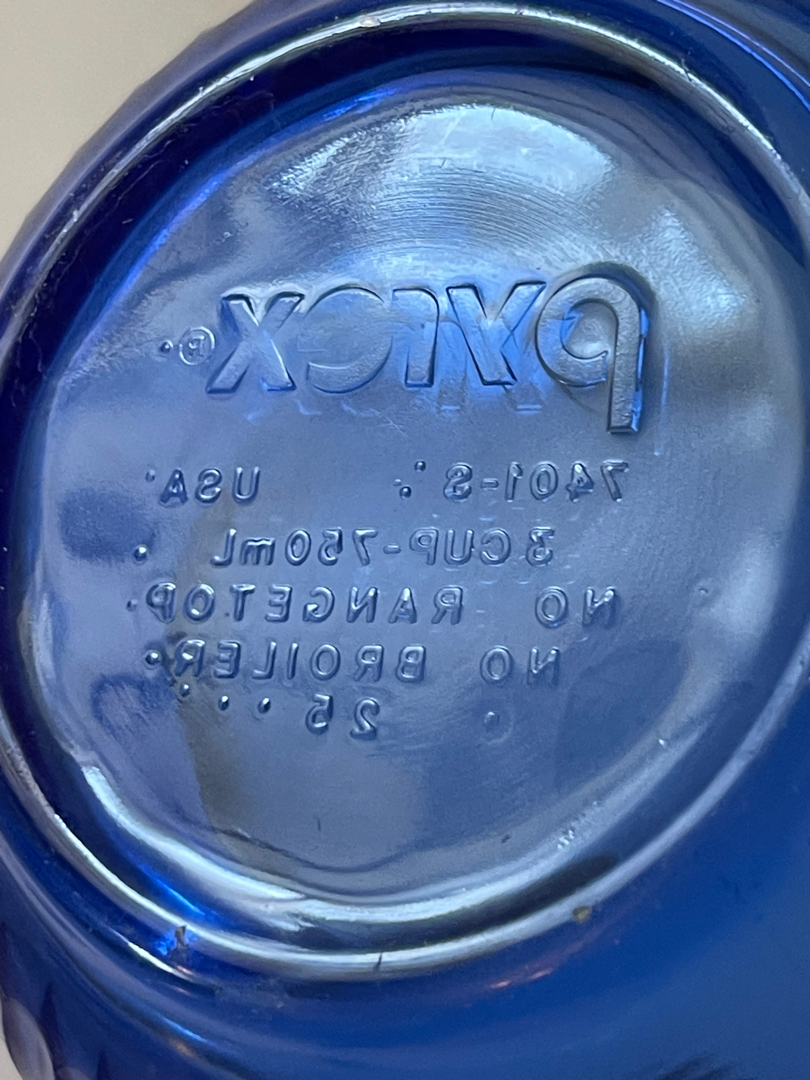 pyrex®
7401-S USA
3 CUP-750mL
NO RANGETOP
NO BROILER
25